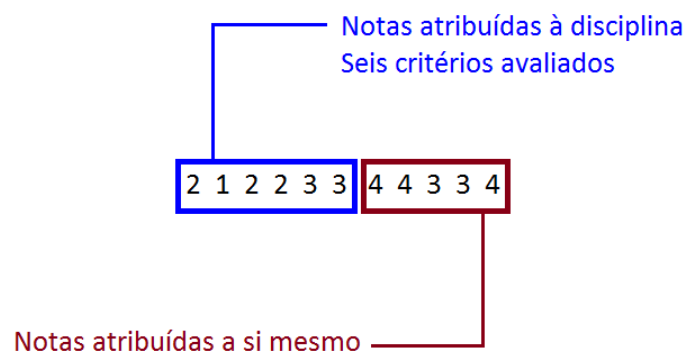 Notas atribuídas à disciplina
Seis critérios avaliados
2 1 2 2 3 3 4 4 3 3 4
Notas atribuídas a si mesmo